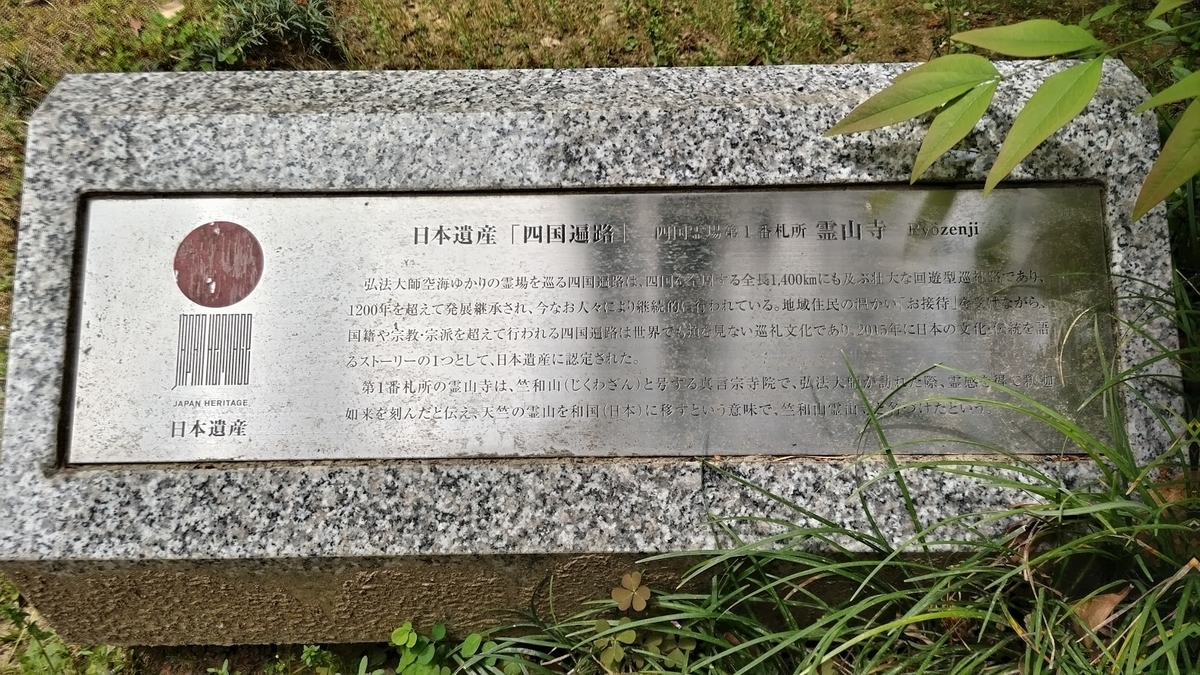 日本遺産「四国遍路」 四国霊場第1番札所 霊山寺 Ryōzenji
弘法大師空海ゆかりの霊場を巡る四国遍路は、四国を全周する全長1,400kmにも及ぶ壮大な回遊型巡礼路であり、
1200年を超えて発展継承され、今なお人々により継続的に行われている。地域住民の温かい「お接待」を受けながら、
国籍や宗教・宗派を超えて行われる四国遍路は世界でも類を見ない巡礼文化であり、2015年に日本の文化・伝統を語
るストーリーの1つとして、日本遺産に認定された。
第1番札所の霊山寺は、竺和山(じくわざん)と号する真言宗寺院で、弘法大師が訪れた際、霊感を得て釈迦
如来を刻んだと伝え、天竺の霊山を和国(日本)に移すという意味で、竺和山霊山
つけたという
japan heritage
JAPAN HERITAGE
日本遺産